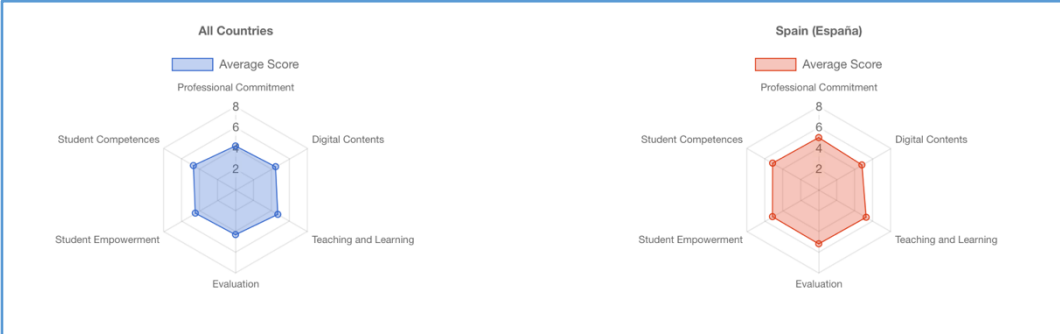 All Countries
Average Score
Professional Commitment
8
6
4
2
Student Competences
Digital Contents
Student Empowerment
Teaching and Learning
Evaluation
Spain (España)
Average Score
Professional Commitment
8
6
4
2
Student Competences
Digital Contents
Student Empowerment
Teaching and Learning
Evaluation